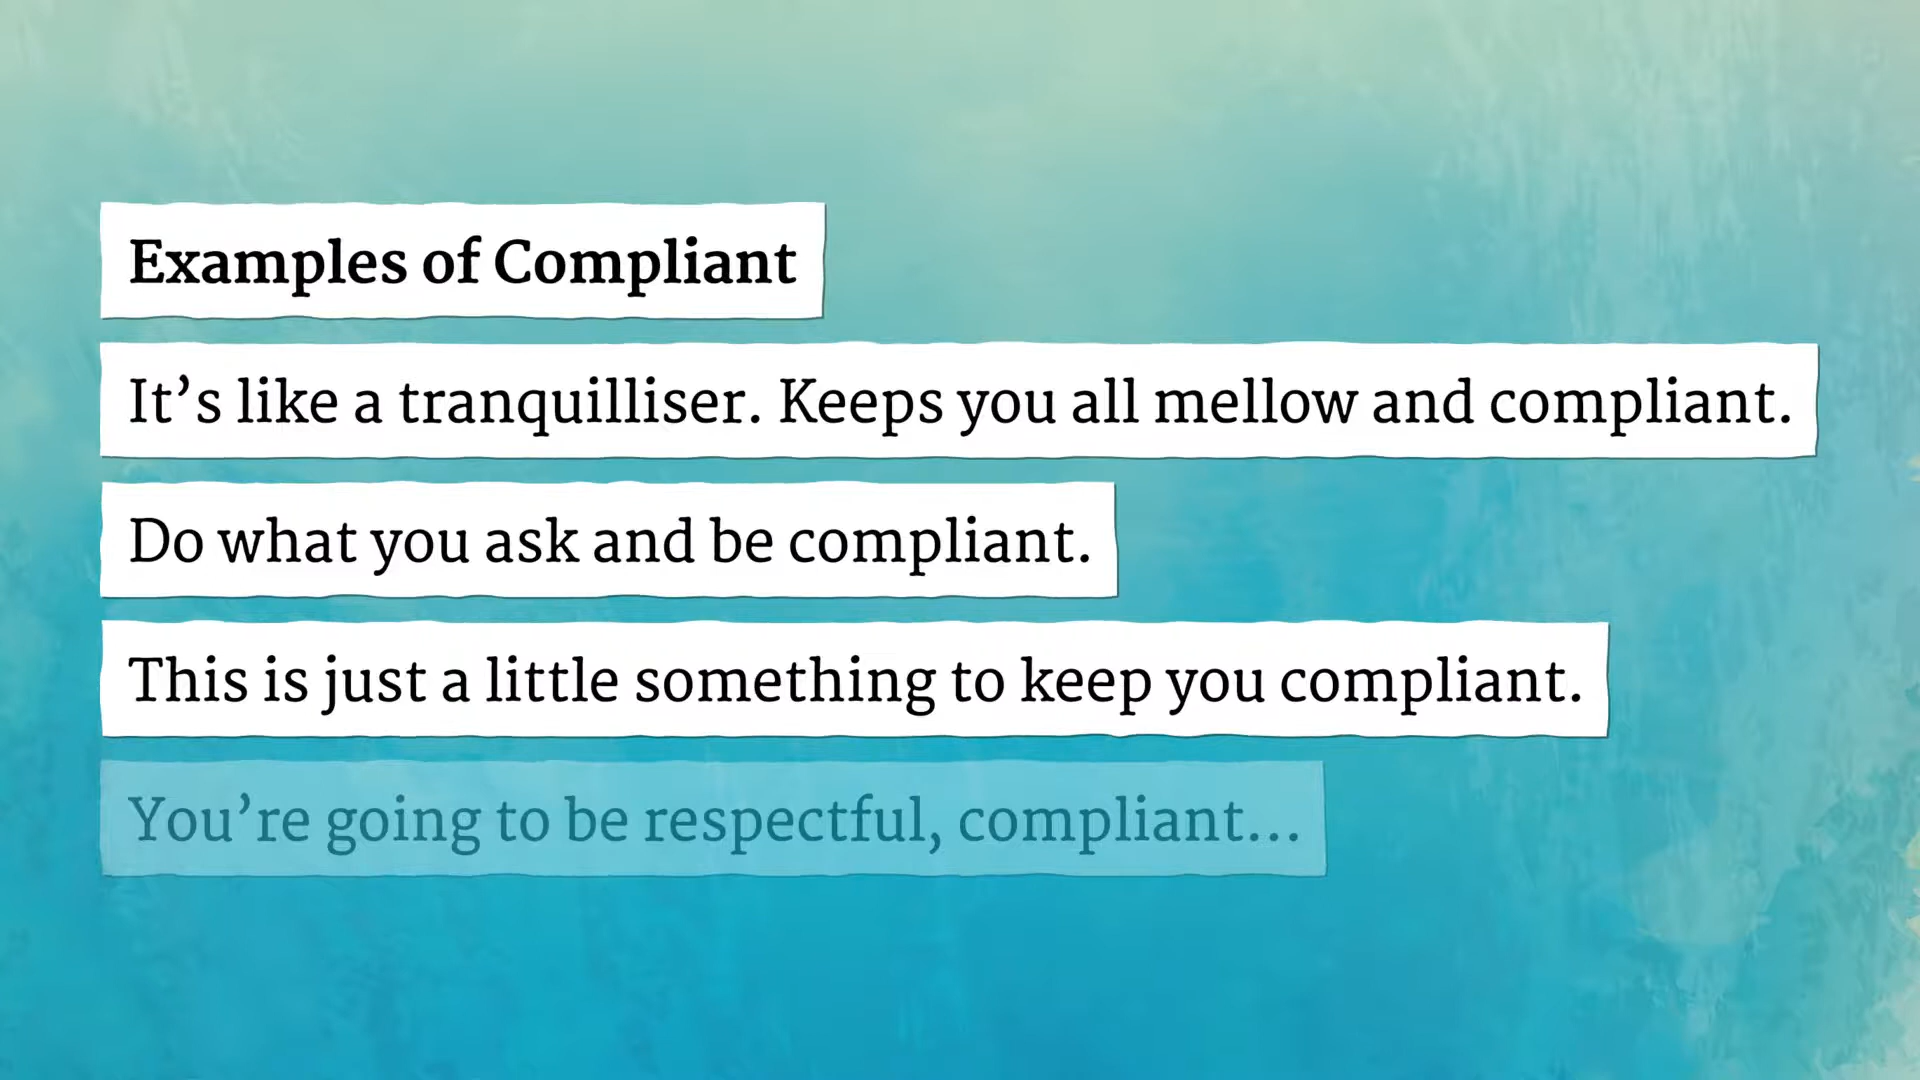 Examples of Compliant
It’s like a tranquilliser. Keeps you all mellow and compliant.
Do what you ask and be compliant.
This is just a little something to keep you compliant.
You’re going to be respectful, compliant...